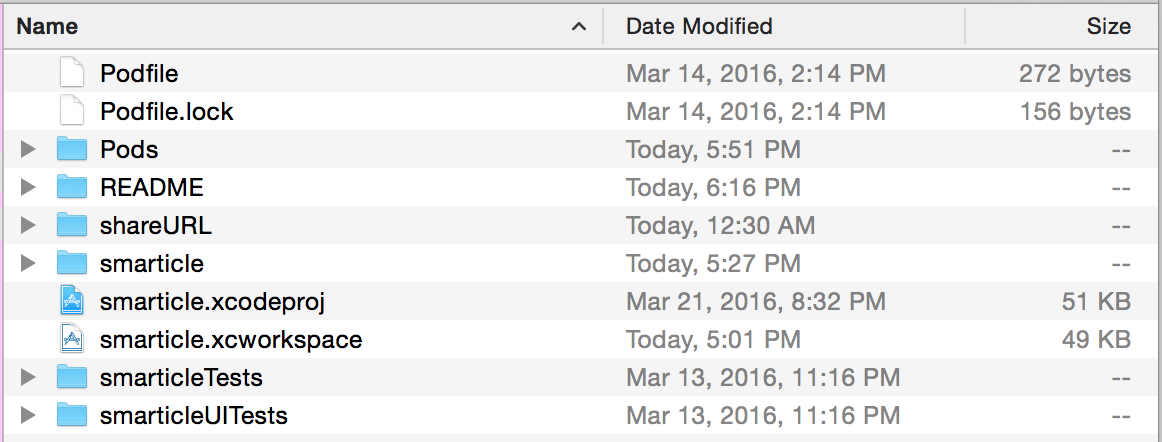 Name Date Modified Size
Podfile Mar 14, 2016, 2:14 PM 272 bytes
Podfile.lock Mar 14, 2016, 2:14 PM 156 bytes
Pods Today, 5:51 PM --
README Today, 6:16 PM --
shareURL Today, 12:30 AM --
smarticle Today, 5:27 PM --
smarticle.xcodeproj Mar 21, 2016, 8:32 PM 51 KB
smarticle.xcworkspace Today, 5:01 PM 49 KB
smarticleTests Mar 13, 2016, 11:16 PM --
smarticleUITests Mar 13, 2016, 11:16 PM --